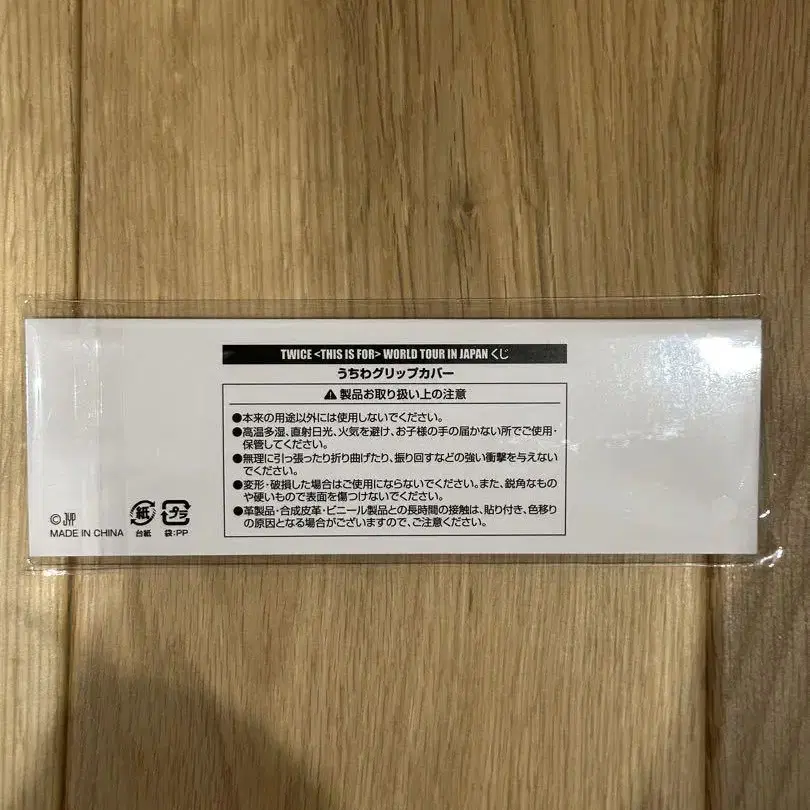 TWICE <THIS IS FOR> WORLD TOUR IN JAPAN くじ
うちわグリップカバー
⚠ 製品お取り扱い上の注意
●本来の用途以外には使用しないでください。
●高温多湿、直射日光、火気を避け、お子様の手の届かない所でご使用・
保管してください。
●無理に引っ張ったり折り曲げたり、振り回すなどの強い衝撃を与えない
でください。
●変形・破損した場合はご使用にならないでください。また、鋭角なもの
や硬いもので表面を傷つけないでください。
●革製品・合成皮革・ビニール製品との長時間の接触は、貼り付き、色移り
の原因となる場合がございますので、ご注意ください。
© JYP
MADE IN CHINA
紙
台紙
プラ
袋:PP